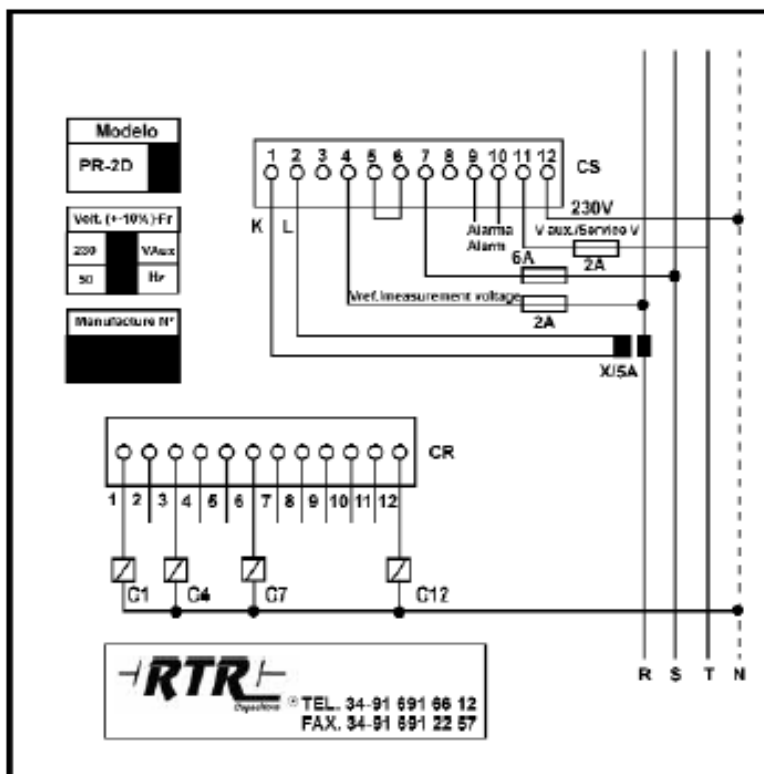 Modelo
PR-2D
Volt. (+-10%)-Fr
230 VAux
50 Hz
Manufacture Nº
1 2 3 4 5 6 7 8 9 10 11 12
CS
K L
230V
Alarma
Alarm
V aux./Service V
6A
2A
Vref./measurement voltage
2A
X/5A
CR
1 2 3 4 5 6 7 8 9 10 11 12
C1 C4 C7 C12
R S T N
RTR
Capacitors
® TEL. 34-91 691 66 12
FAX. 34-91 691 22 57